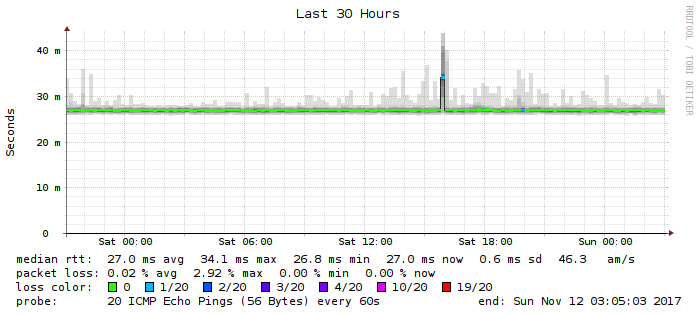 Last 30 Hours
RRDTOOL / TOBI OETIKER
Seconds
40 m
30 m
20 m
10 m
0
Sat 00:00 Sat 06:00 Sat 12:00 Sat 18:00 Sun 00:00
median rtt: 27.0 ms avg 34.1 ms max 26.8 ms min 27.0 ms now 0.6 ms sd 46.3 am/s
packet loss: 0.02 % avg 2.92 % max 0.00 % min 0.00 % now
loss color: 0 1/20 2/20 3/20 4/20 10/20 19/20
probe: 20 ICMP Echo Pings (56 Bytes) every 60s end: Sun Nov 12 03:05:03 2017